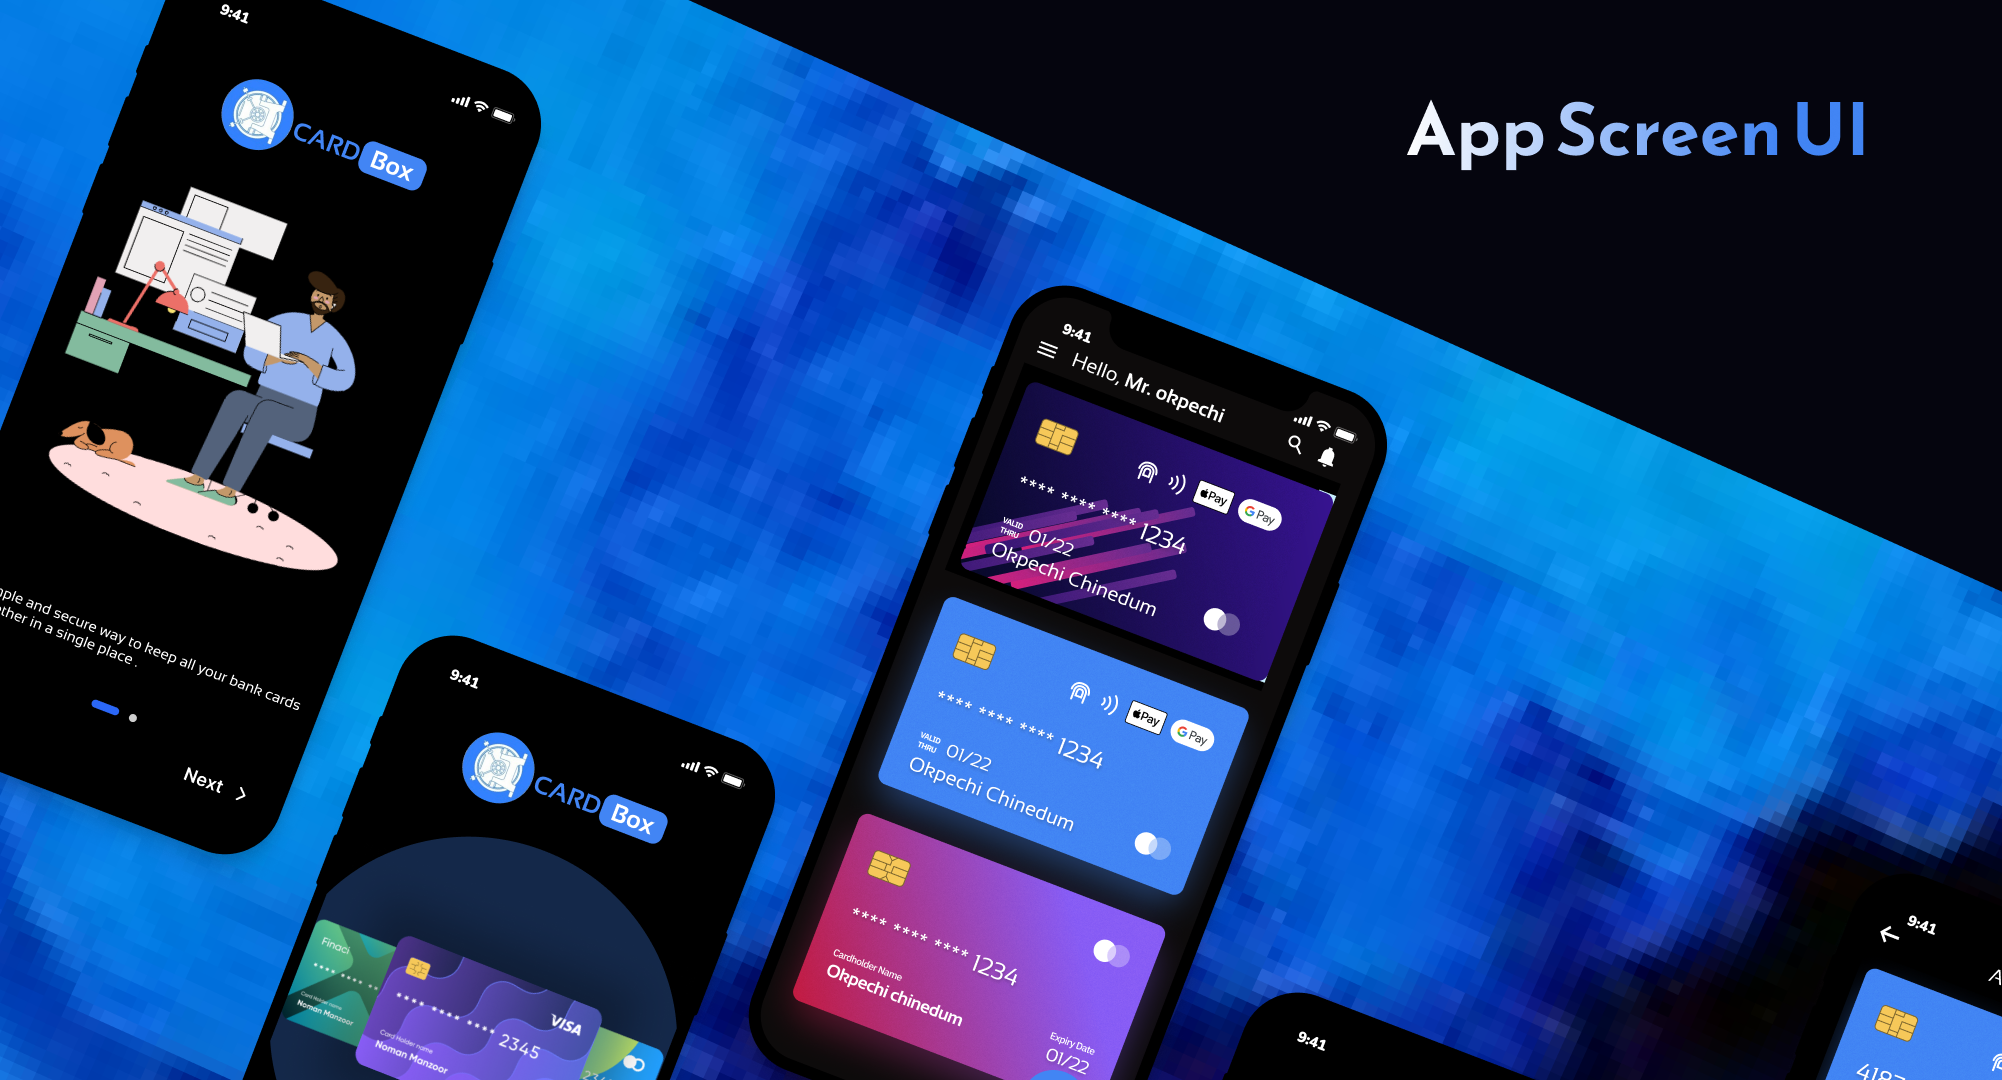 App Screen UI
9:41
CARD Box
ple and secure way to keep all your bank cards
ther in a single place.
Next
9:41
CARD Box
Finaci
**** ****
Card Holder name
Noman Manzoor
VISA
**** **** **** 2345
Card Holder name
Noman Manzoor
234
9:41
Hello, Mr. okpechi
Pay
G Pay
**** **** **** 1234
VALID
THRU 01/22
Okpechi Chinedum
Pay
G Pay
**** **** **** 1234
VALID
THRU 01/22
Okpechi Chinedum
**** **** **** 1234
Cardholder Name
Okpechi chinedum
Expiry Date
01/22
9:41
9:41
A
4187